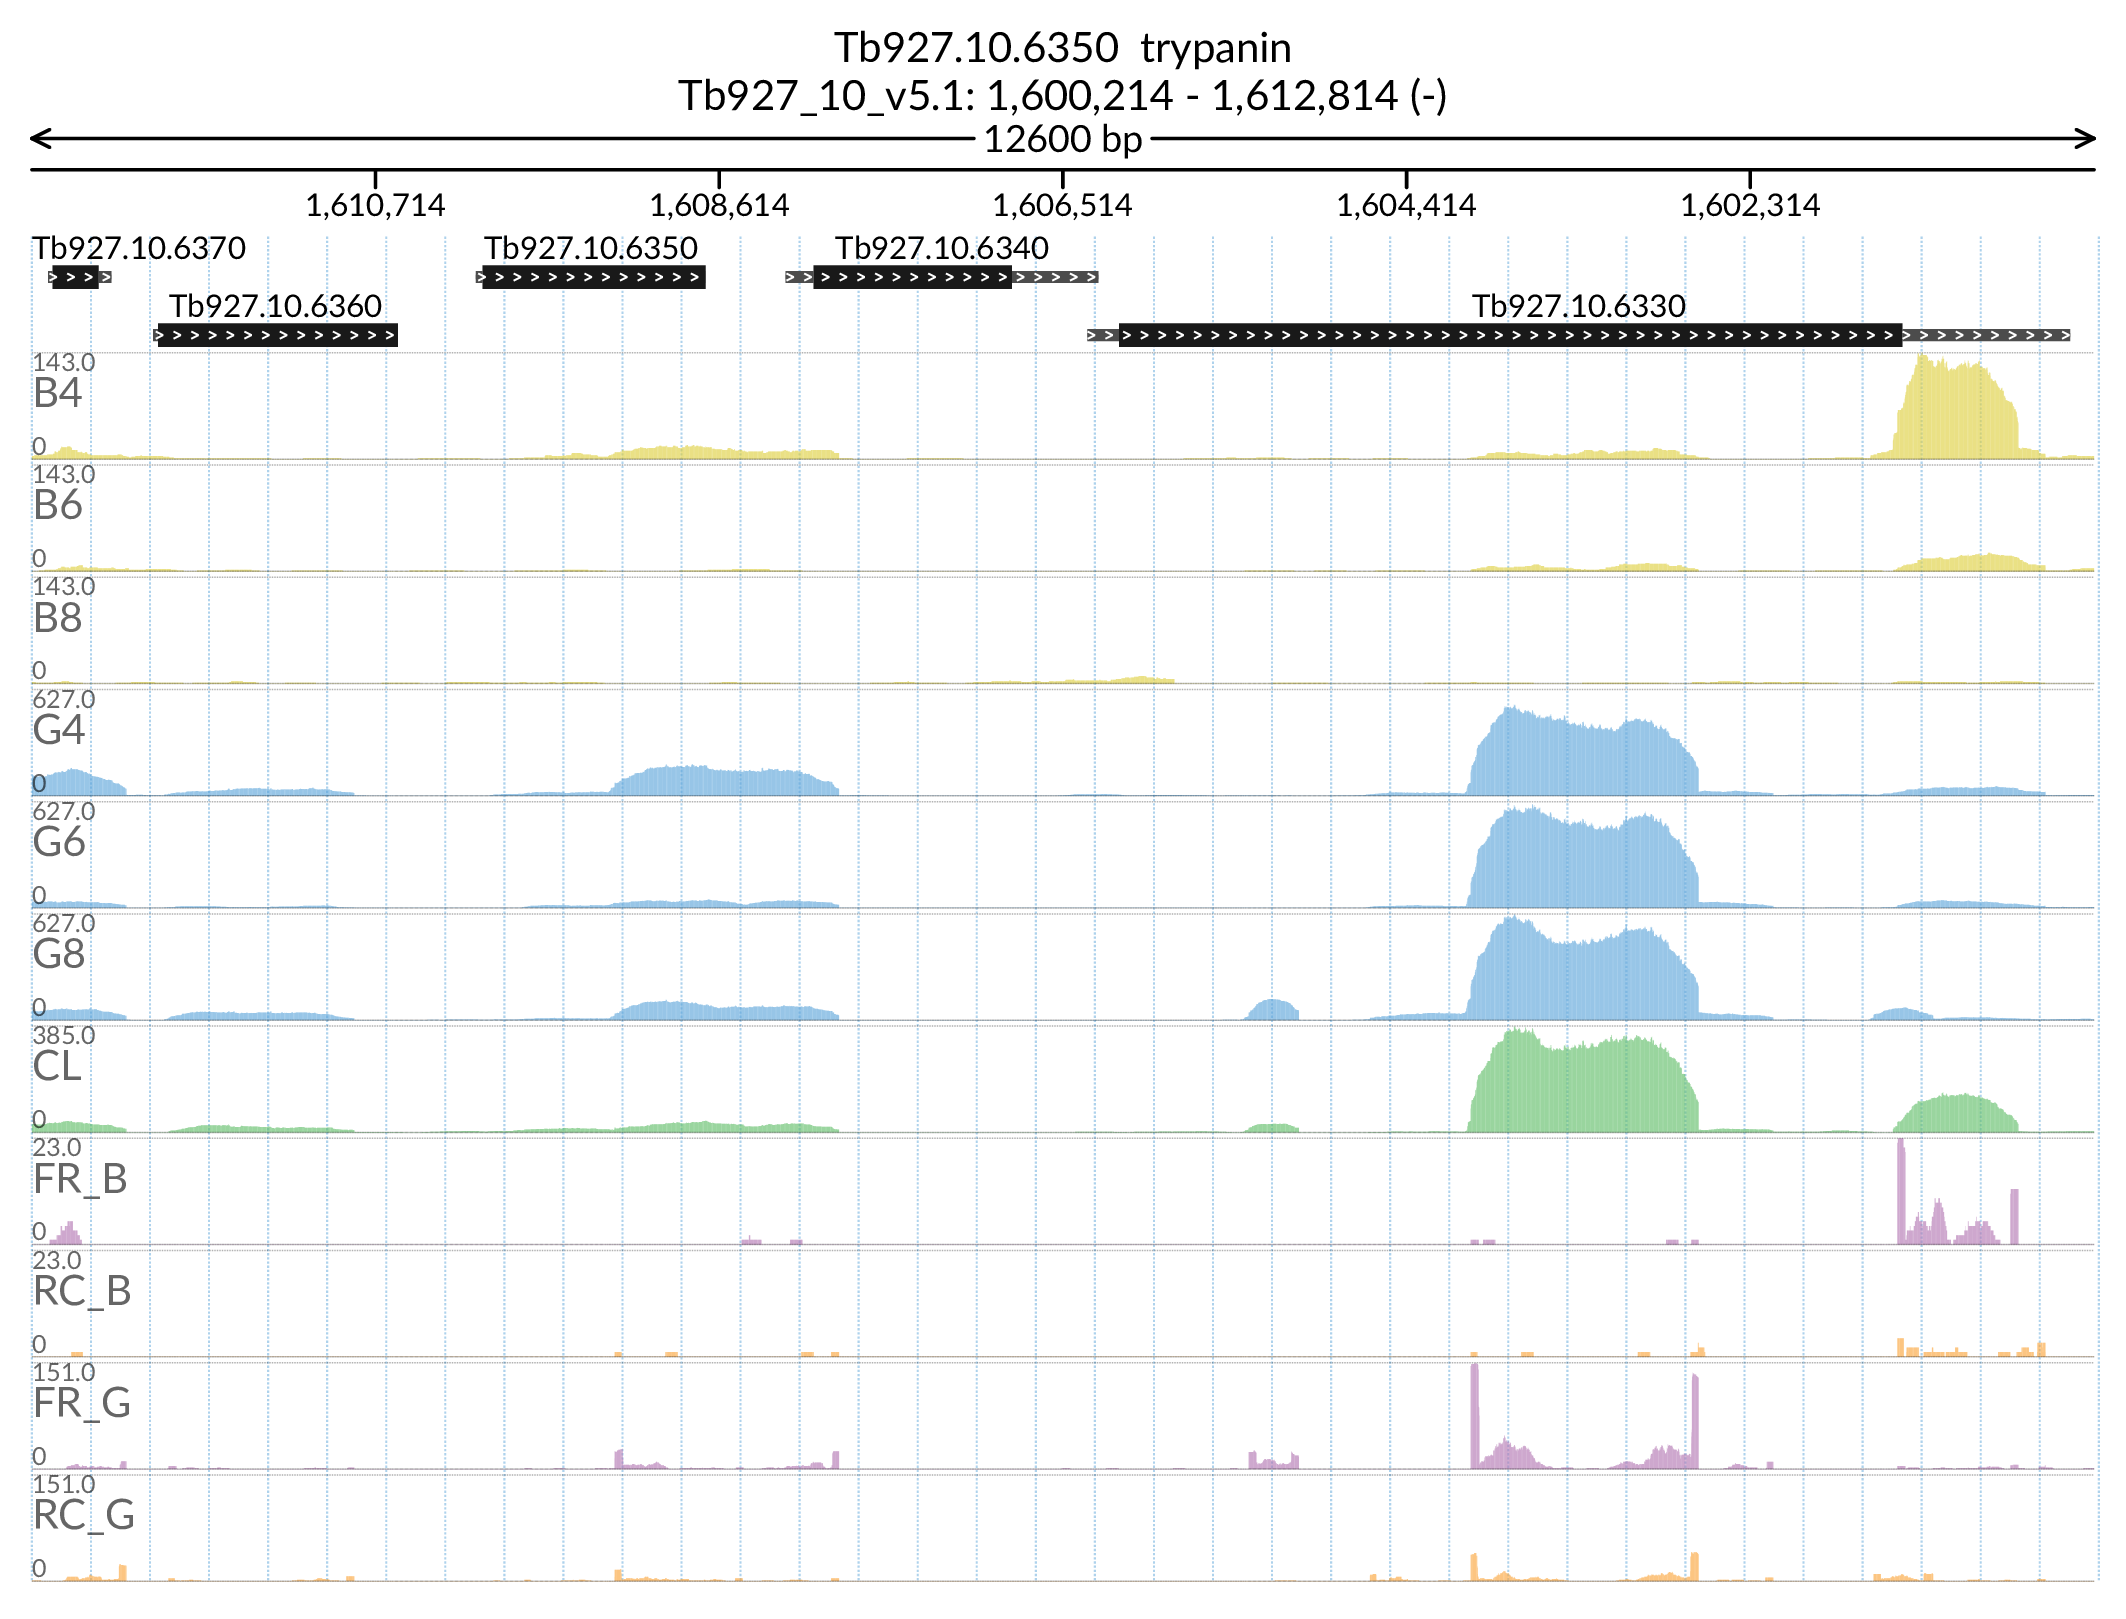 Tb927.10.6350 trypanin
Tb927_10_v5.1: 1,600,214 - 1,612,814 (-)
12600 bp
1,610,714 1,608,614 1,606,514 1,604,414 1,602,314
Tb927.10.6370 Tb927.10.6350 Tb927.10.6340
Tb927.10.6360 Tb927.10.6330
143.0
B4
0
143.0
B6
0
143.0
B8
0
627.0
G4
0
627.0
G6
0
627.0
G8
0
385.0
CL
0
23.0
FR_B
0
23.0
RC_B
0
151.0
FR_G
0
151.0
RC_G
0